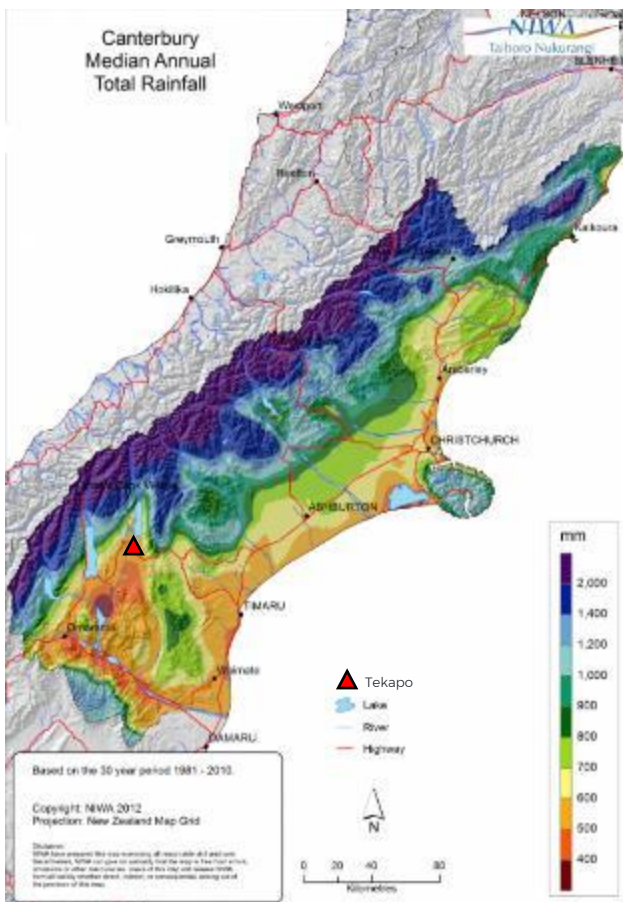 Canterbury
Median Annual
Total Rainfall
NIWA
Taihoro Nukurangi
Westport
Reefton
Greymouth
Hokitika
Kaikoura
Amberley
CHRISTCHURCH
ASHBURTON
TIMARU
Omarama
Waimate
OAMARU
mm
2,000
1,400
1,200
1,000
900
800
700
600
500
400
Tekapo
Lake
River
Highway
N
0 20 40 80
Kilometres
Based on the 30 year period 1981 - 2010.
Copyright: NIWA 2012
Projection: New Zealand Map Grid
Disclaimer: